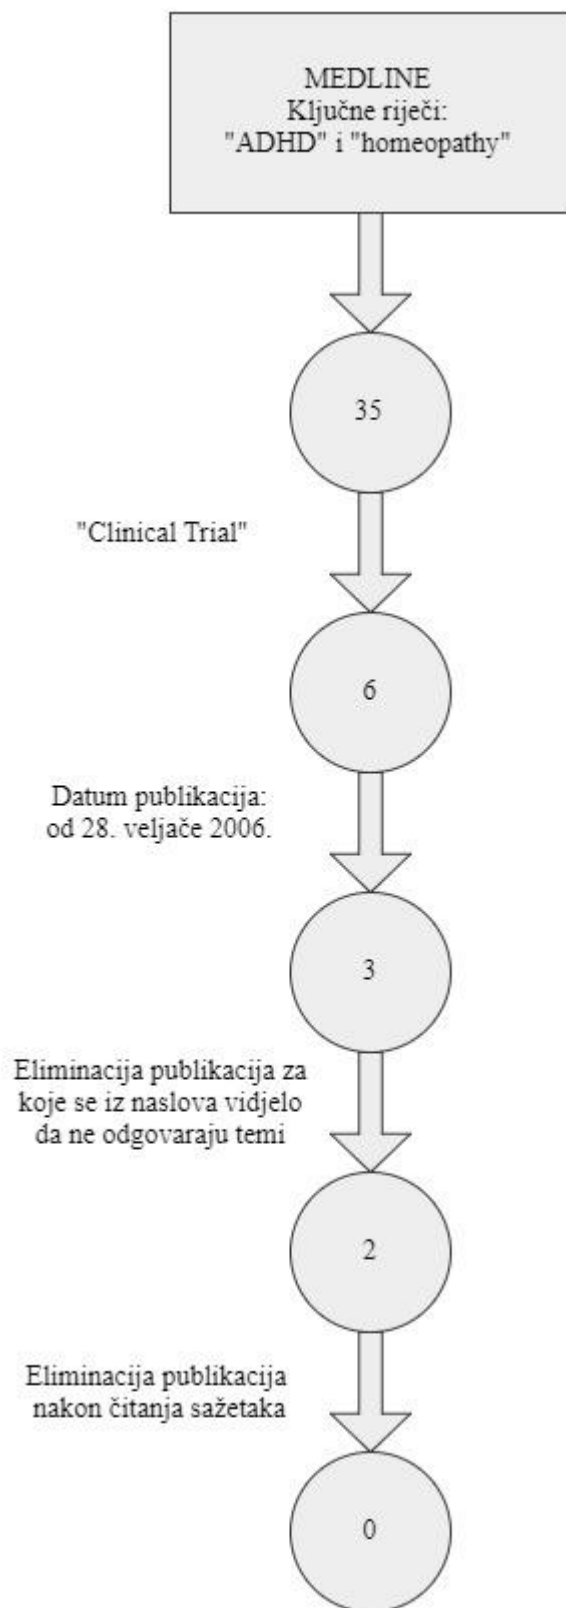 MEDLINE
Ključne riječi:
"ADHD" i "homeopathy"
35
"Clinical Trial"
6
Datum publikacija:
od 28. veljače 2006.
3
Eliminacija publikacija za
koje se iz naslova vidjelo
da ne odgovaraju temi
2
Eliminacija publikacija
nakon čitanja sažetaka
0